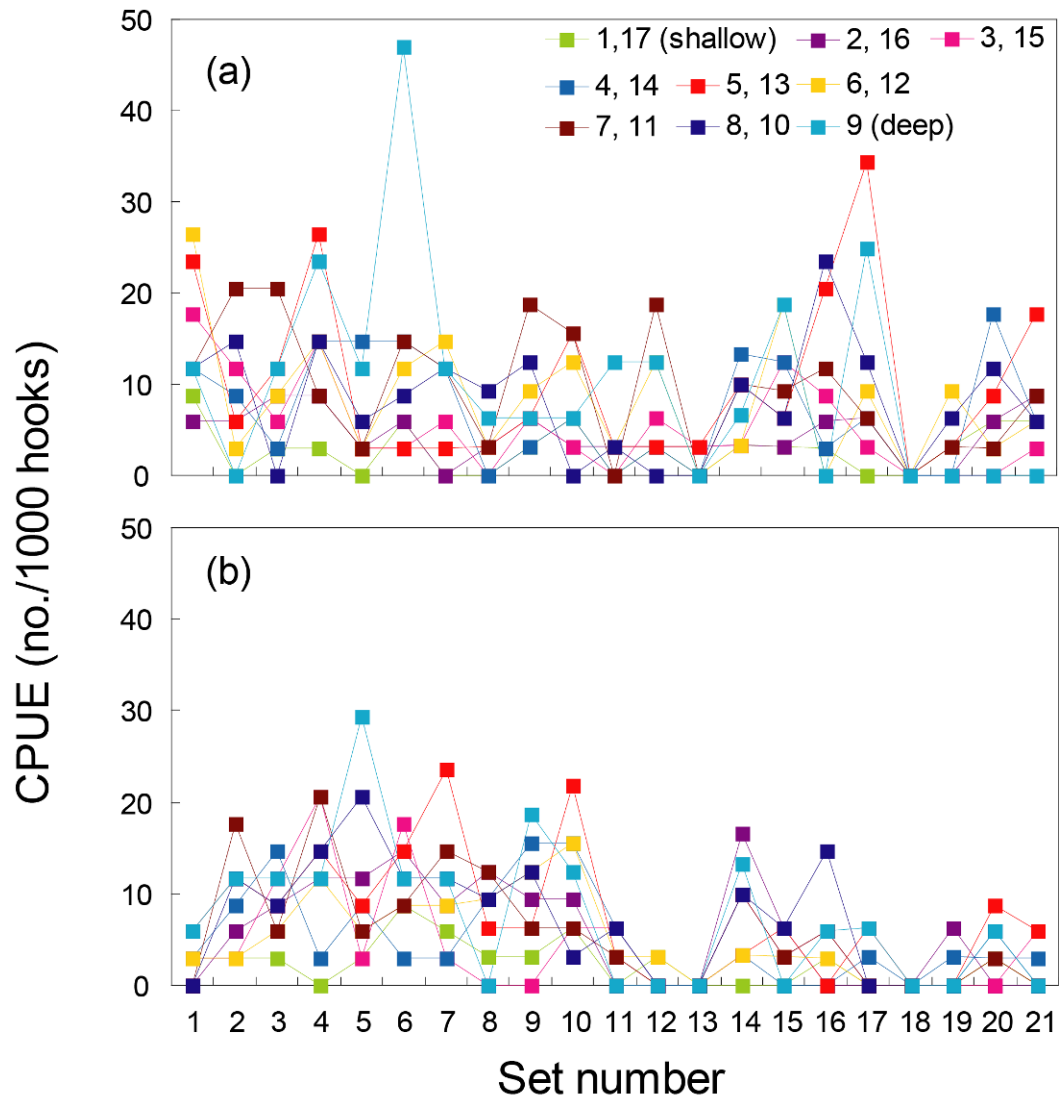 50
40
30
20
10
0
(a)
1,17 (shallow) 2, 16 3, 15
4, 14 5, 13 6, 12
7, 11 8, 10 9 (deep)
CPUE (no./1000 hooks)
50
40
30
20
10
0
(b)
1 2 3 4 5 6 7 8 9 10 11 12 13 14 15 16 17 18 19 20 21
Set number